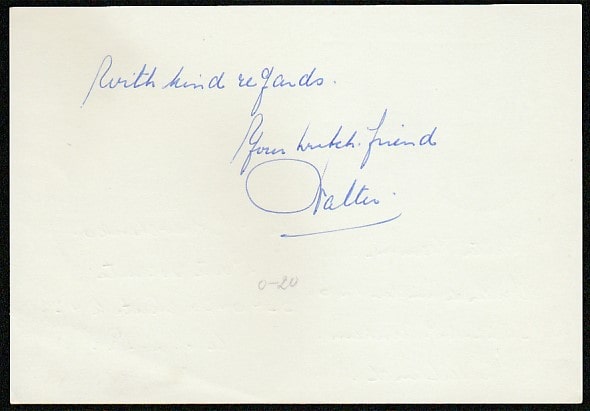 With kind regards.
Your Dutch. friend
Walter.
0-20